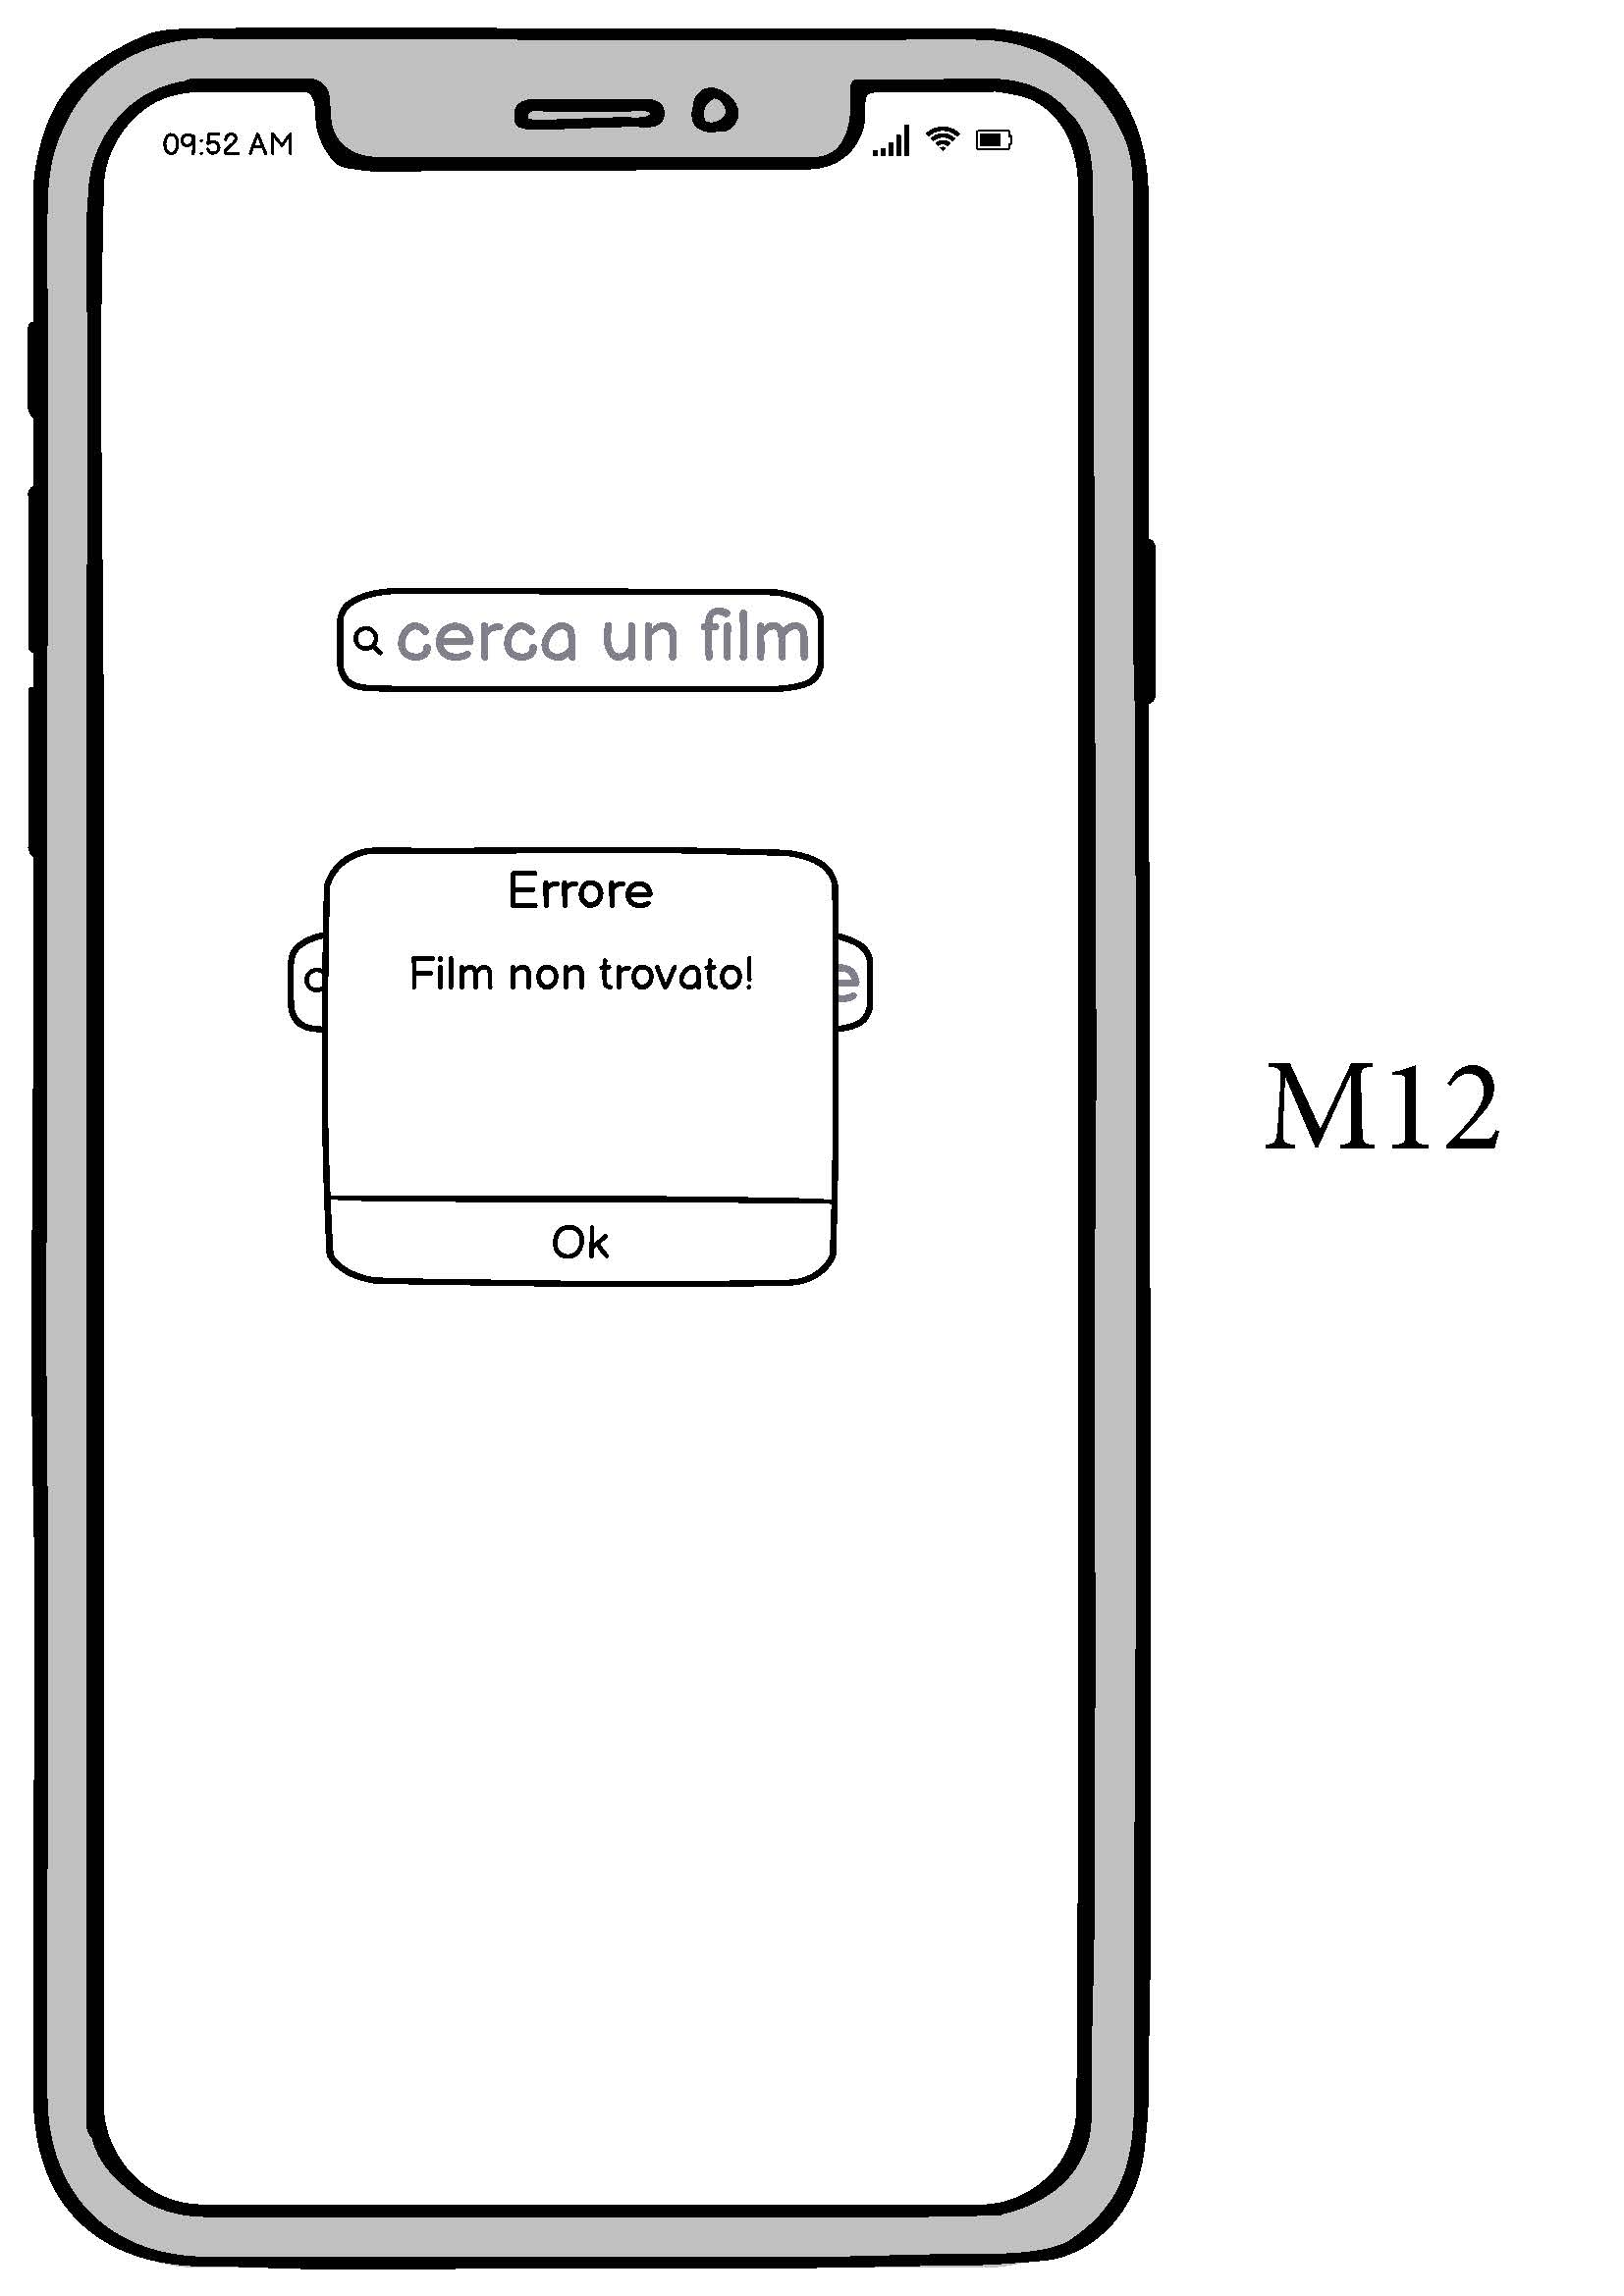 09:52 AM
cerca un film
Errore
Film non trovato!
e
Ok
M12